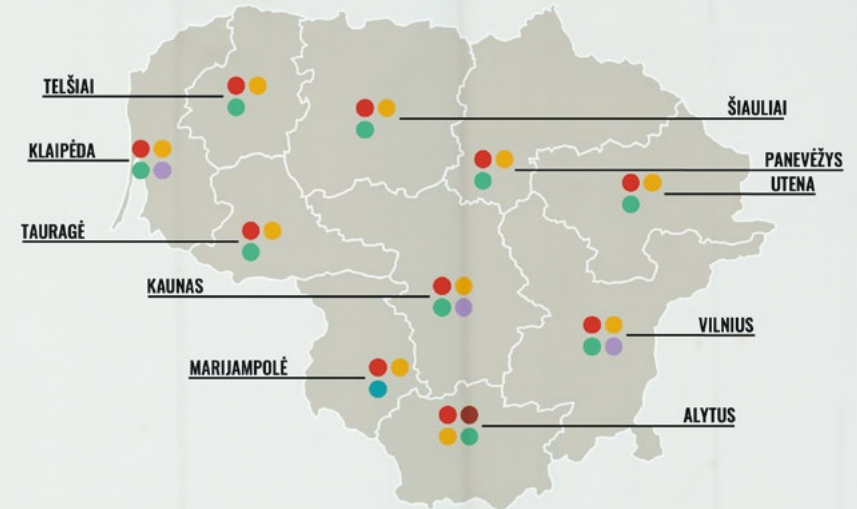 TELŠIAI
ŠIAULIAI
KLAIPĖDA
PANEVĖŽYS
UTENA
TAURAGĖ
KAUNAS
VILNIUS
MARIJAMPOLĖ
ALYTUS